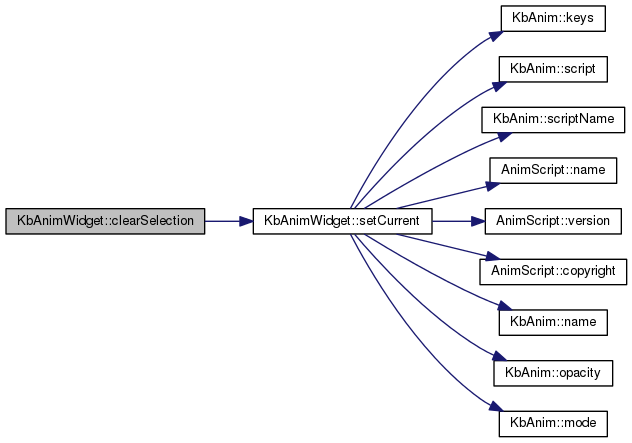 KbAnimWidget::clearSelection
KbAnimWidget::setCurrent
KbAnim::keys
KbAnim::script
KbAnim::scriptName
AnimScript::name
AnimScript::version
AnimScript::copyright
KbAnim::name
KbAnim::opacity
KbAnim::mode